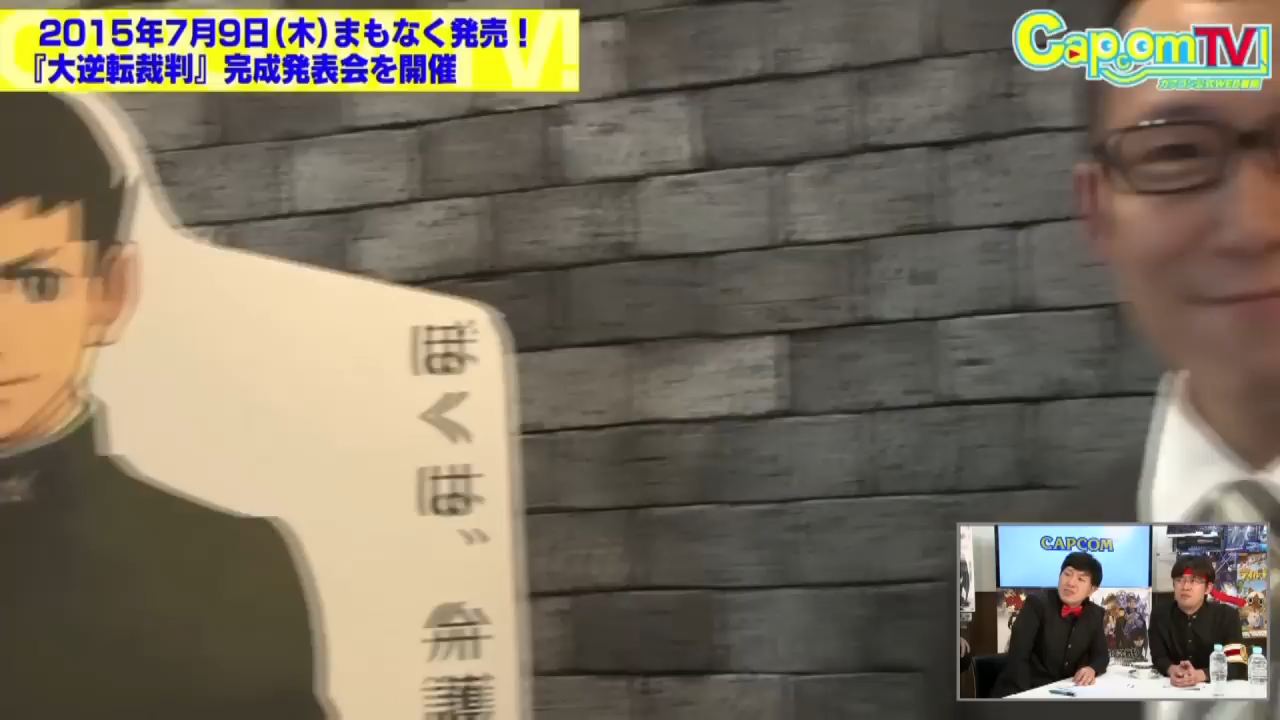 2015年7月9日(木)まもなく発売!
『大逆転裁判』完成発表会を開催
CapcomTV!
カプコン公式WEB番組
ぼくは、弁護
CAPCOM